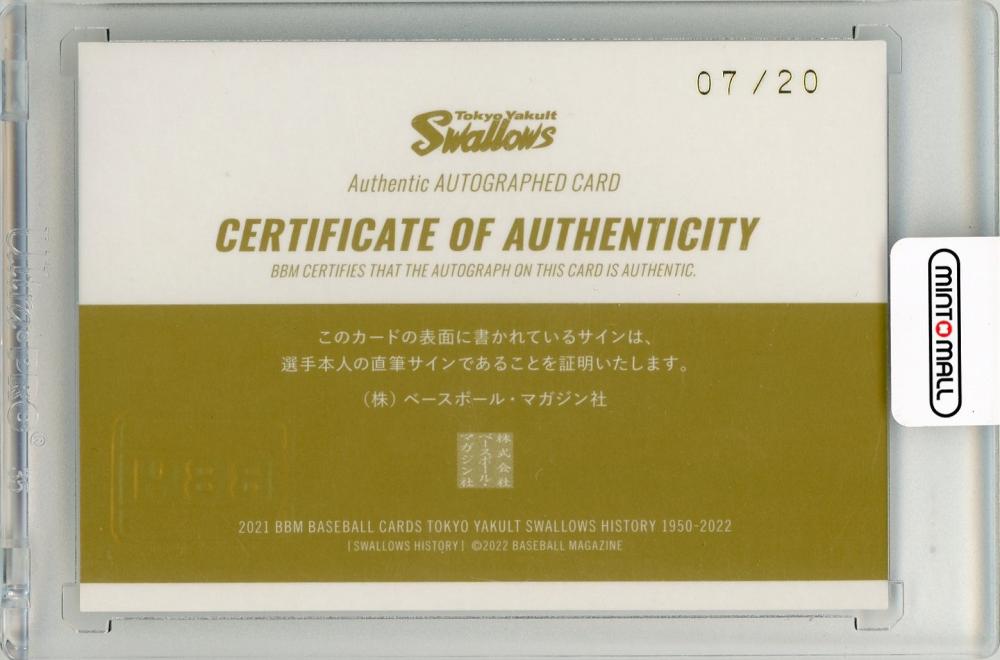 07/20
Tokyo Yakult
Swallows
Authentic AUTOGRAPHED CARD
CERTIFICATE OF AUTHENTICITY
BBM CERTIFIES THAT THE AUTOGRAPH ON THIS CARD IS AUTHENTIC.
このカードの表面に書かれているサインは、
選手本人の直筆サインであることを証明いたします。
（株）ベースボール・マガジン社
株式会社
ベースボール・
マガジン社
2021 BBM BASEBALL CARDS TOKYO YAKULT SWALLOWS HISTORY 1950-2022
[SWALLOWS HISTORY] ©2022 BASEBALL MAGAZINE
MINT MALL